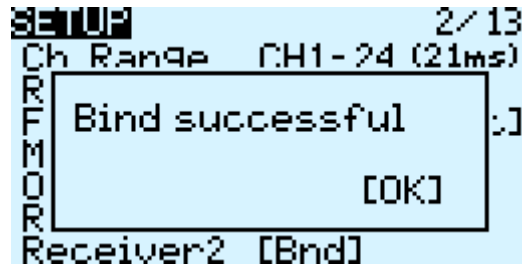 SETUP 2/13
Ch Range CH1-24 (21ms)
R
F
Bind successful
M
O
[OK]
R
Receiver2 [Bnd]